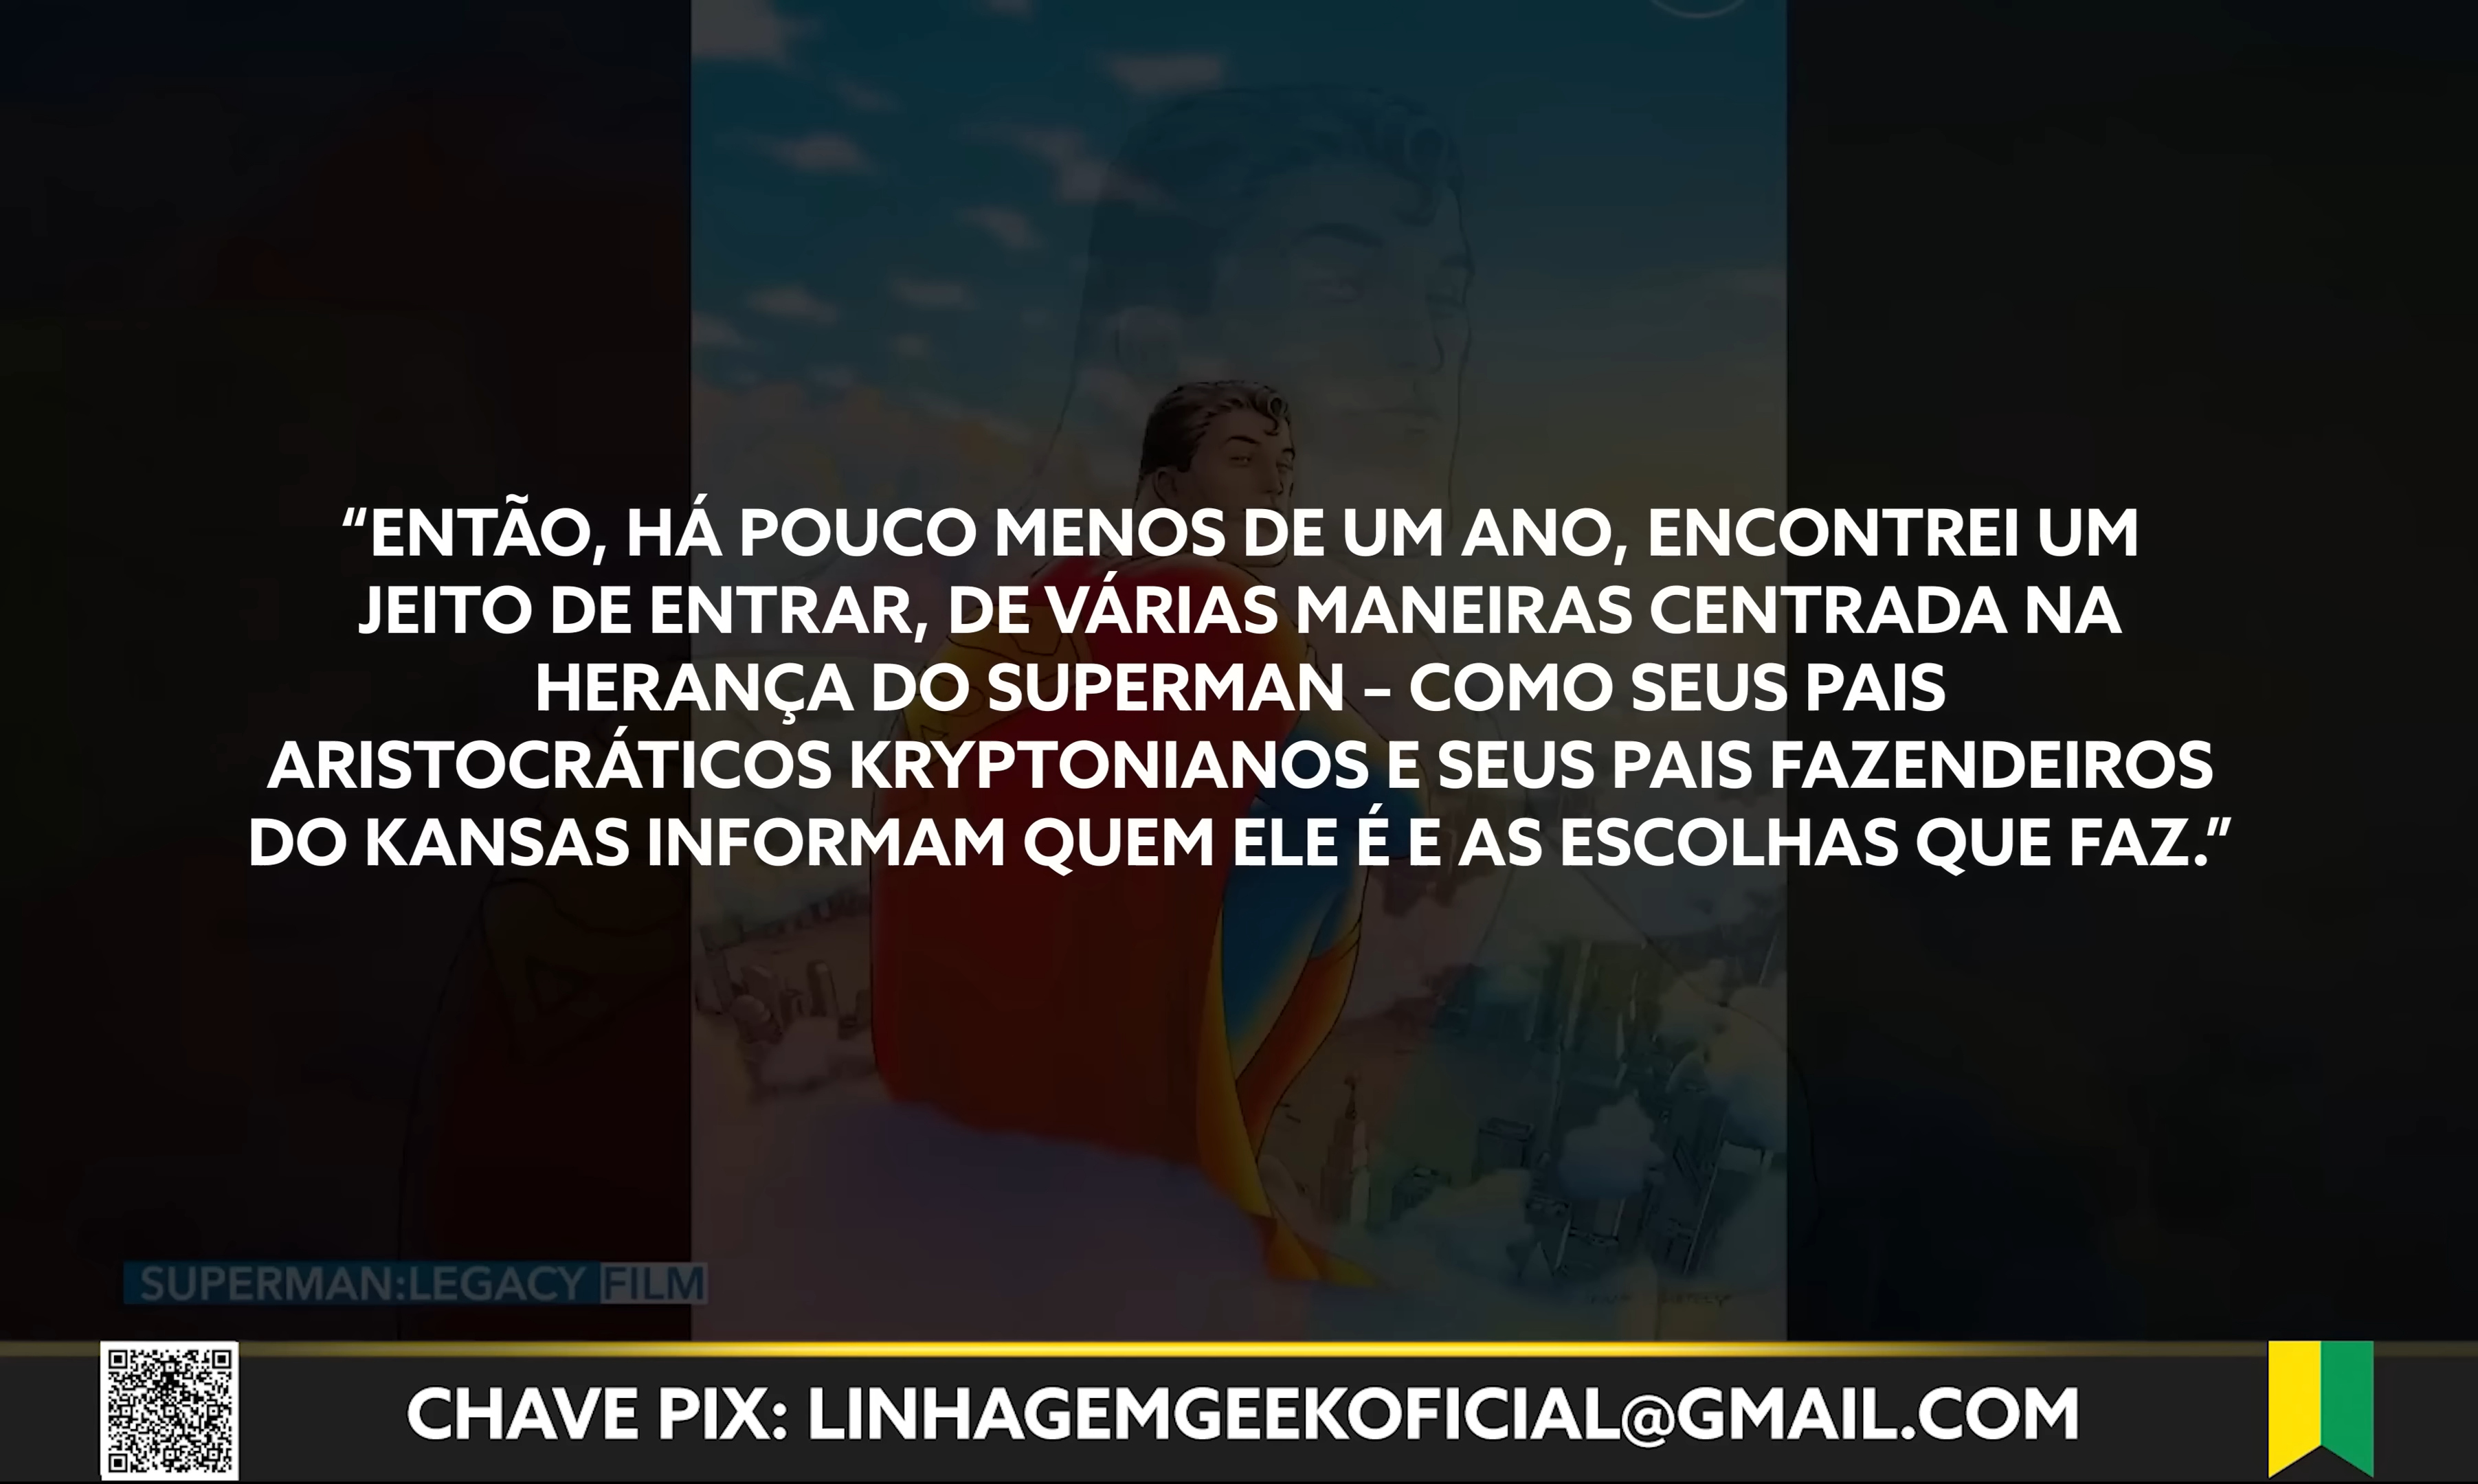 “ENTÃO, HÁ POUCO MENOS DE UM ANO, ENCONTREI UM
JEITO DE ENTRAR, DE VÁRIAS MANEIRAS CENTRADA NA
HERANÇA DO SUPERMAN – COMO SEUS PAIS
ARISTOCRÁTICOS KRYPTONIANOS E SEUS PAIS FAZENDEIROS
DO KANSAS INFORMAM QUEM ELE É E AS ESCOLHAS QUE FAZ.”
SUPERMAN:LEGACY FILM
CHAVE PIX: LINHAGEMGEEKOFICIAL@GMAIL.COM